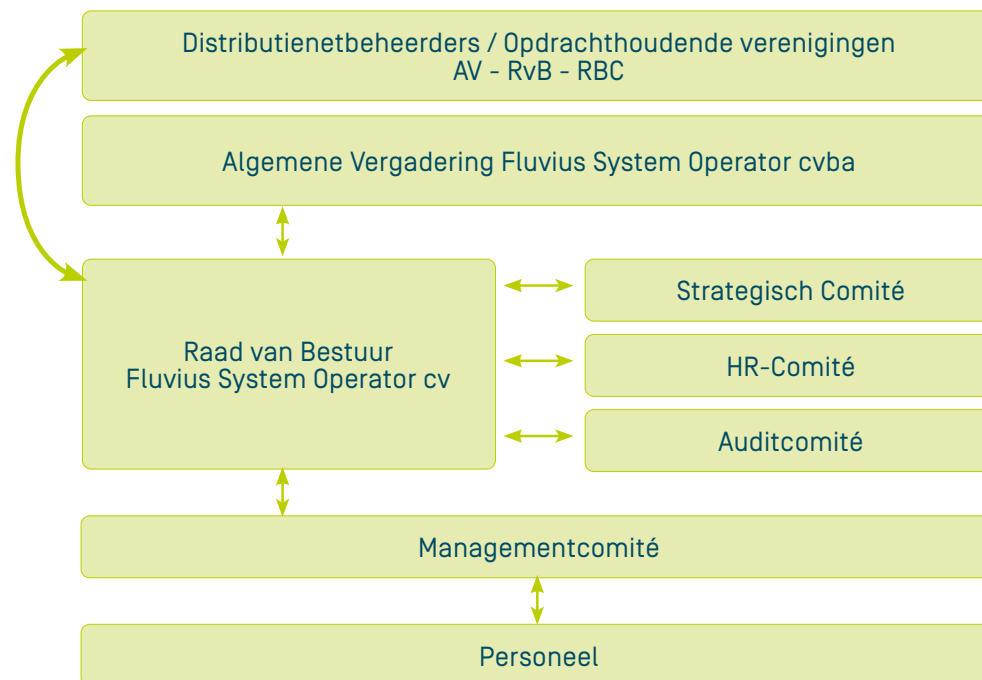 Distributienetbeheerders / Opdrachthoudende verenigingen
AV - RvB - RBC
Algemene Vergadering Fluvius System Operator cvba
Raad van Bestuur
Fluvius System Operator cv
Strategisch Comité
HR-Comité
Auditcomité
Managementcomité
Personeel